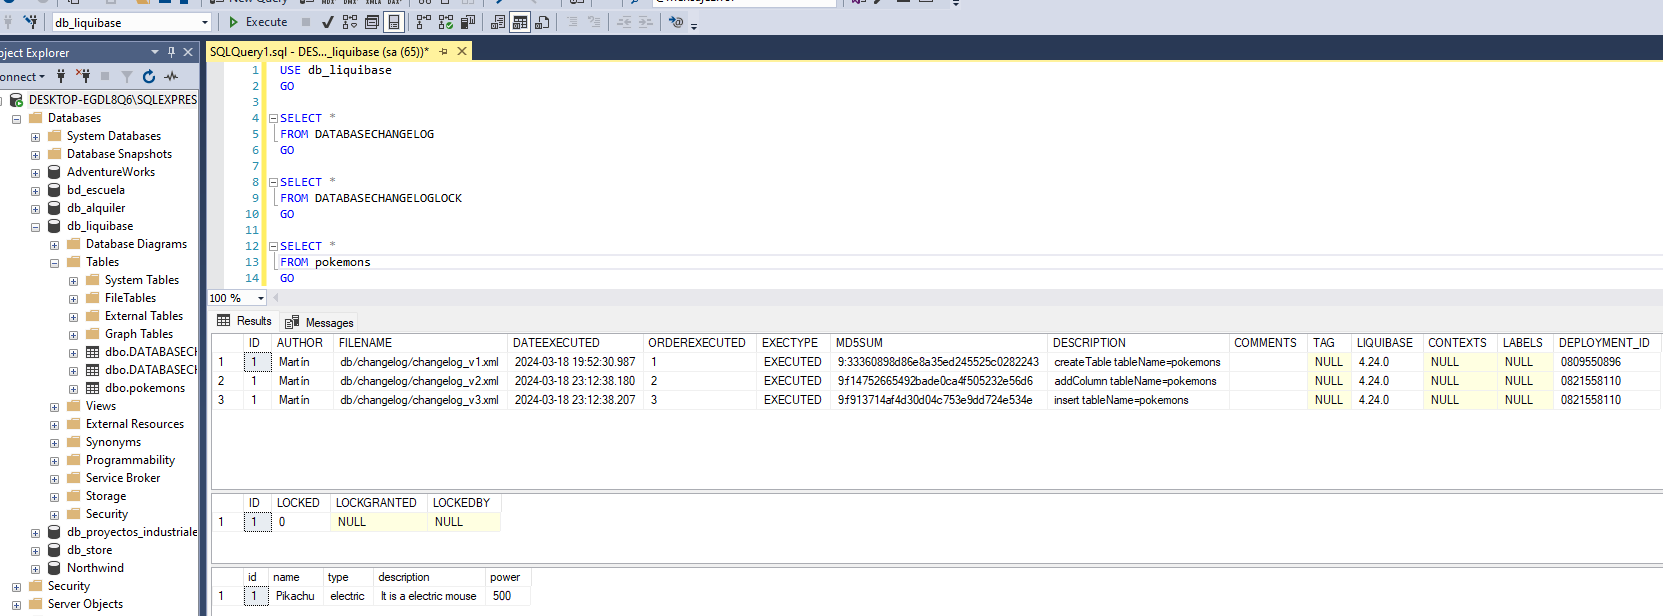 New Query
db_liquibase
Execute
Object Explorer
SQLQuery1.sql - DES..._liquibase (sa (65))*
Connect
DESKTOP-EGDL8Q6\SQLEXPRES
Databases
System Databases
Database Snapshots
AdventureWorks
bd_escuela
db_alquiler
db_liquibase
Database Diagrams
Tables
System Tables
FileTables
External Tables
Graph Tables
dbo.DATABASECH
dbo.DATABASECH
dbo.pokemons
Views
External Resources
Synonyms
Programmability
Service Broker
Storage
Security
db_proyectos_industriale
db_store
Northwind
Security
Server Objects
1 USE db_liquibase
2 GO
3
4 SELECT *
5 FROM DATABASECHANGELOG
6 GO
7
8 SELECT *
9 FROM DATABASECHANGELOGLOCK
10 GO
11
12 SELECT *
13 FROM pokemons
14 GO
100 %
Results Messages
ID AUTHOR FILENAME DATEEXECUTED ORDEREXECUTED EXECTYPE MD5SUM DESCRIPTION COMMENTS TAG LIQUIBASE CONTEXTS LABELS DEPLOYMENT_ID
1 1 Martín db/changelog/changelog_v1.xml 2024-03-18 19:52:30.987 1 EXECUTED 9:33360898d86e8a35ed245525c0282243 createTable tableName=pokemons NULL 4.24.0 NULL NULL 0809550896
2 1 Martín db/changelog/changelog_v2.xml 2024-03-18 23:12:38.180 2 EXECUTED 9:f14752665492bade0ca4f505232e56d6 addColumn tableName=pokemons NULL 4.24.0 NULL NULL 0821558110
3 1 Martín db/changelog/changelog_v3.xml 2024-03-18 23:12:38.207 3 EXECUTED 9:f913714af4d30d04c753e9dd724e534e insert tableName=pokemons NULL 4.24.0 NULL NULL 0821558110
ID LOCKED LOCKGRANTED LOCKEDBY
1 1 0 NULL NULL
id name type description power
1 1 Pikachu electric It is a electric mouse 500